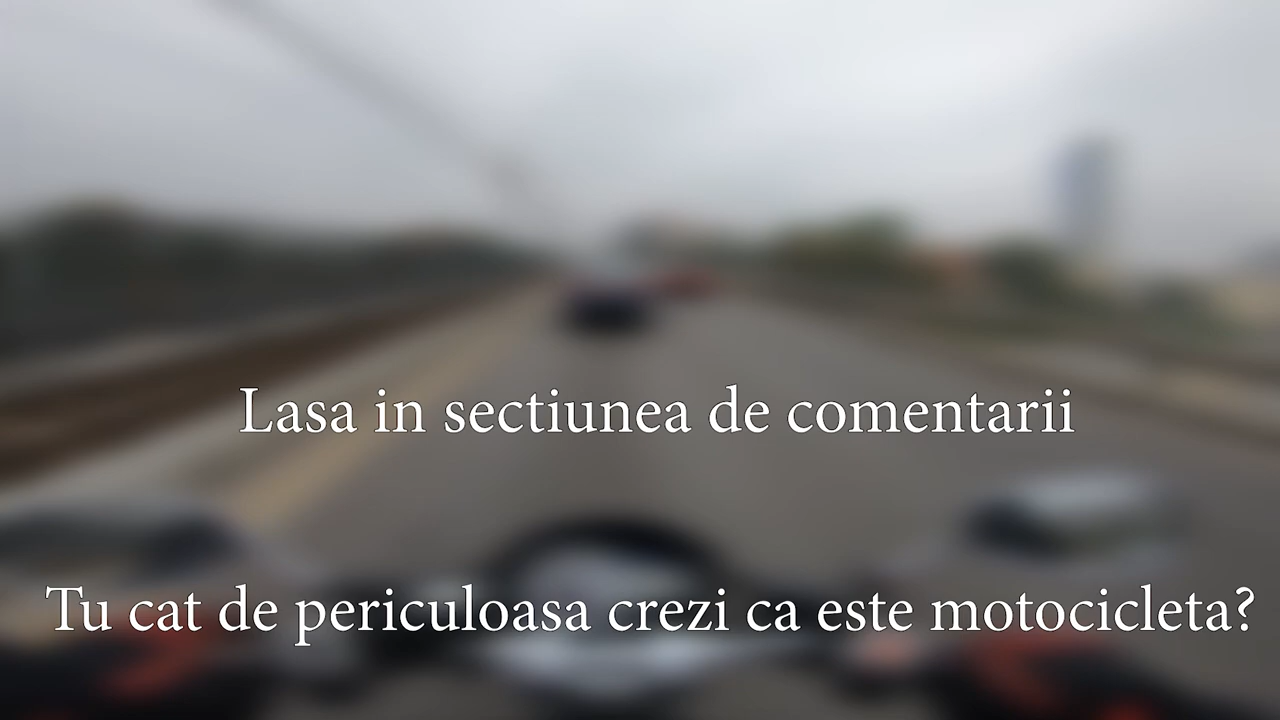 Lasa in sectiunea de comentarii
Tu cat de periculoasa crezi ca este motocicleta?